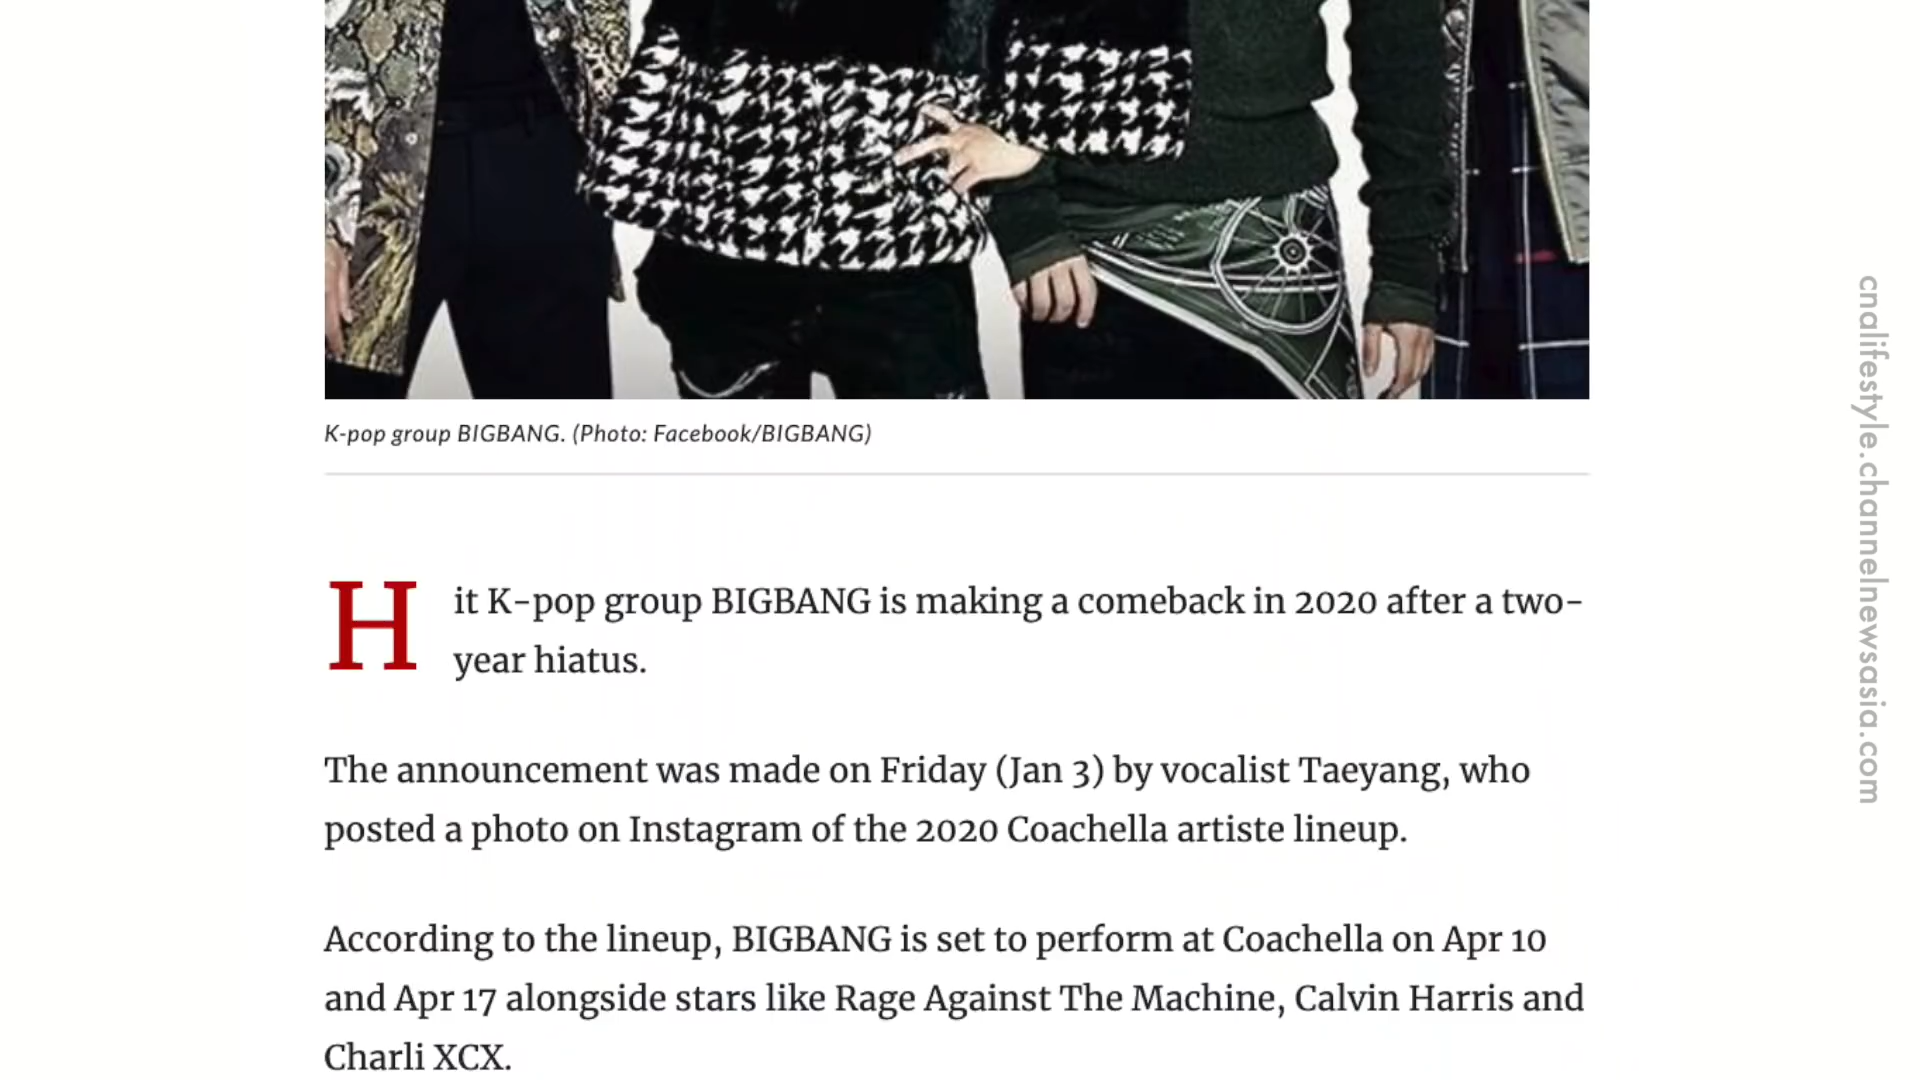 K-pop group BIGBANG. (Photo: Facebook/BIGBANG)
Hit K-pop group BIGBANG is making a comeback in 2020 after a two-
year hiatus.
The announcement was made on Friday (Jan 3) by vocalist Taeyang, who
posted a photo on Instagram of the 2020 Coachella artiste lineup.
According to the lineup, BIGBANG is set to perform at Coachella on Apr 10
and Apr 17 alongside stars like Rage Against The Machine, Calvin Harris and
Charli XCX.
cnalifestyle.channelnewsasia.com